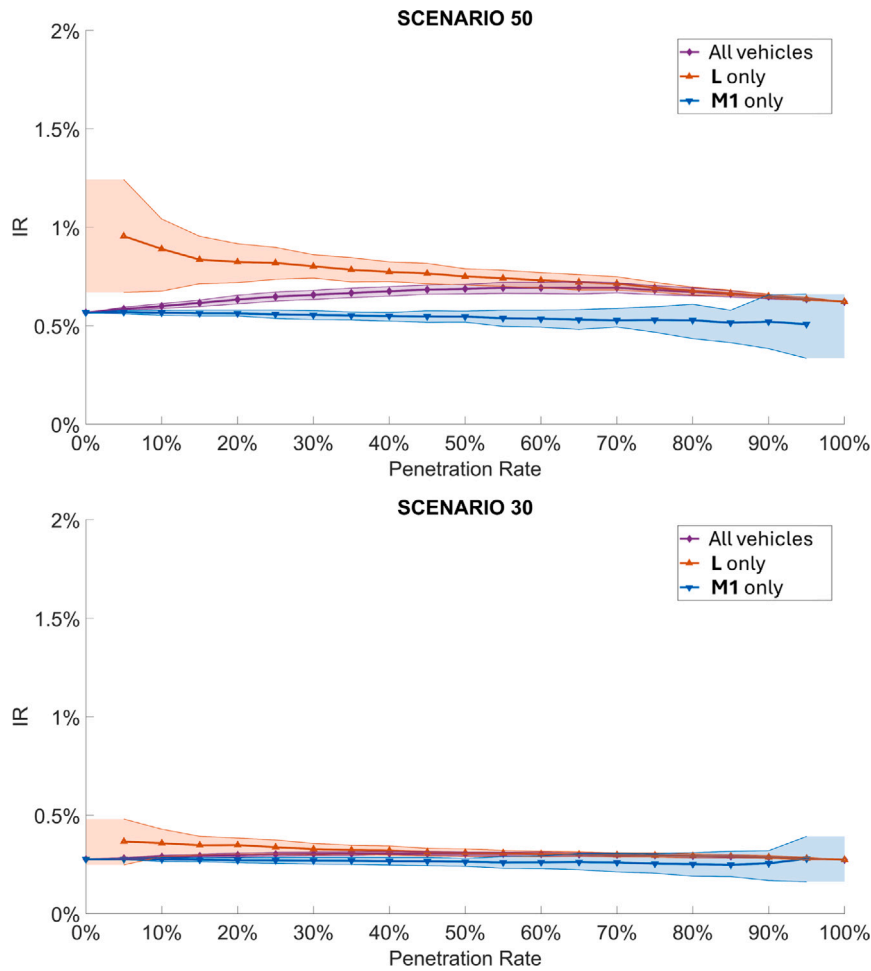 SCENARIO 50
2%
1.5%
1%
0.5%
0%
IR
All vehicles
L only
M1 only
0% 10% 20% 30% 40% 50% 60% 70% 80% 90% 100%
Penetration Rate
SCENARIO 30
2%
1.5%
1%
0.5%
0%
IR
All vehicles
L only
M1 only
0% 10% 20% 30% 40% 50% 60% 70% 80% 90% 100%
Penetration Rate